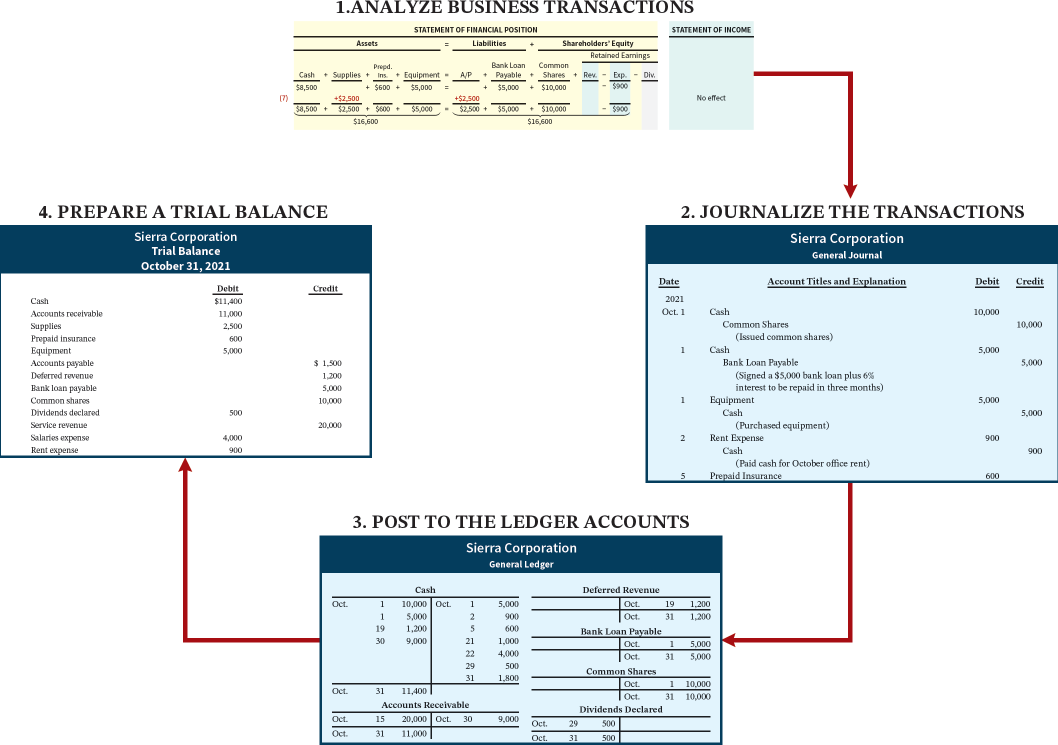 1.ANALYZE BUSINESS TRANSACTIONS
STATEMENT OF FINANCIAL POSITION
Assets = Liabilities + Shareholders' Equity
Retained Earnings
Cash + Supplies + Prepd. Ins. + Equipment = A/P + Bank Loan Payable + Common Shares + Rev. − Exp. − Div.
$8,500 + $600 + $5,000 = + $5,000 + $10,000 − $900
(7) +$2,500 +$2,500
$8,500 + $2,500 + $600 + $5,000 = $2,500 + $5,000 + $10,000 − $900
$16,600 $16,600
STATEMENT OF INCOME
No effect
2. JOURNALIZE THE TRANSACTIONS
Sierra Corporation
General Journal
Date Account Titles and Explanation Debit Credit
2021
Oct. 1 Cash 10,000
Common Shares 10,000
(Issued common shares)
1 Cash 5,000
Bank Loan Payable 5,000
(Signed a $5,000 bank loan plus 6%
interest to be repaid in three months)
1 Equipment 5,000
Cash 5,000
(Purchased equipment)
2 Rent Expense 900
Cash 900
(Paid cash for October office rent)
5 Prepaid Insurance 600
3. POST TO THE LEDGER ACCOUNTS
Sierra Corporation
General Ledger
Cash
Oct. 1 10,000 Oct. 1 5,000
1 5,000 2 900
19 1,200 5 600
30 9,000 21 1,000
22 4,000
29 500
31 1,800
Oct. 31 11,400
Accounts Receivable
Oct. 15 20,000 Oct. 30 9,000
Oct. 31 11,000
Deferred Revenue
Oct. 19 1,200
Oct. 31 1,200
Bank Loan Payable
Oct. 1 5,000
Oct. 31 5,000
Common Shares
Oct. 1 10,000
Oct. 31 10,000
Dividends Declared
Oct. 29 500
Oct. 31 500
4. PREPARE A TRIAL BALANCE
Sierra Corporation
Trial Balance
October 31, 2021
Debit Credit
Cash $11,400
Accounts receivable 11,000
Supplies 2,500
Prepaid insurance 600
Equipment 5,000
Accounts payable $ 1,500
Deferred revenue 1,200
Bank loan payable 5,000
Common shares 10,000
Dividends declared 500
Service revenue 20,000
Salaries expense 4,000
Rent expense 900